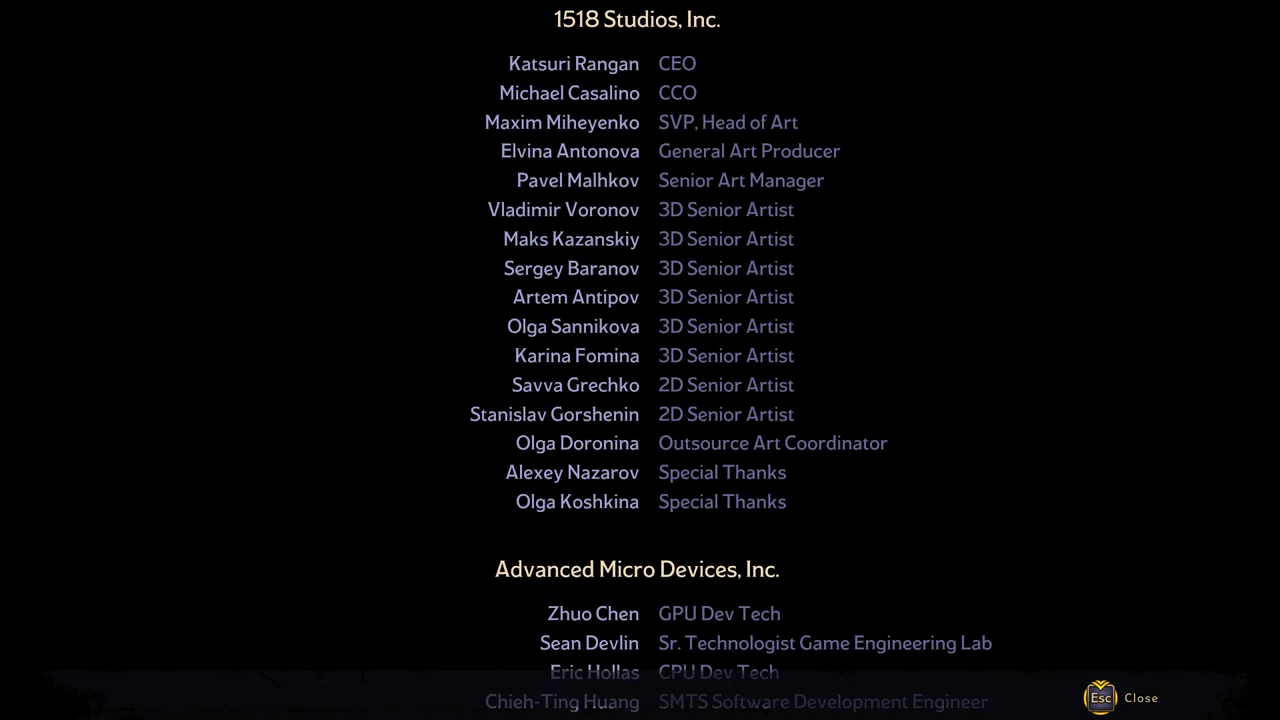 1518 Studios, Inc.
Katsuri Rangan CEO
Michael Casalino CCO
Maxim Miheyenko SVP, Head of Art
Elvina Antonova General Art Producer
Pavel Malhkov Senior Art Manager
Vladimir Voronov 3D Senior Artist
Maks Kazanskiy 3D Senior Artist
Sergey Baranov 3D Senior Artist
Artem Antipov 3D Senior Artist
Olga Sannikova 3D Senior Artist
Karina Fomina 3D Senior Artist
Savva Grechko 2D Senior Artist
Stanislav Gorshenin 2D Senior Artist
Olga Doronina Outsource Art Coordinator
Alexey Nazarov Special Thanks
Olga Koshkina Special Thanks
Advanced Micro Devices, Inc.
Zhuo Chen GPU Dev Tech
Sean Devlin Sr. Technologist Game Engineering Lab
Eric Hollas CPU Dev Tech
Chieh-Ting Huang SMTS Software Development Engineer
Esc Close